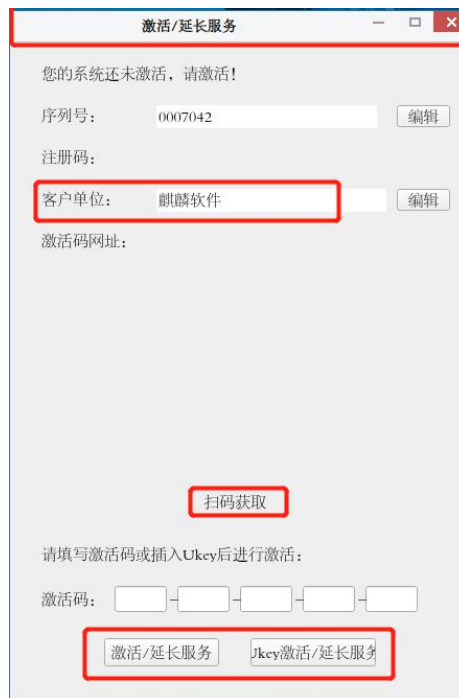 激活/延长服务
您的系统还未激活，请激活！
序列号： 0007042 编辑
注册码：
客户单位： 麒麟软件 编辑
激活码网址：
扫码获取
请填写激活码或插入Ukey后进行激活：
激活码： - - - -
激活/延长服务 Jkey激活/延长服务